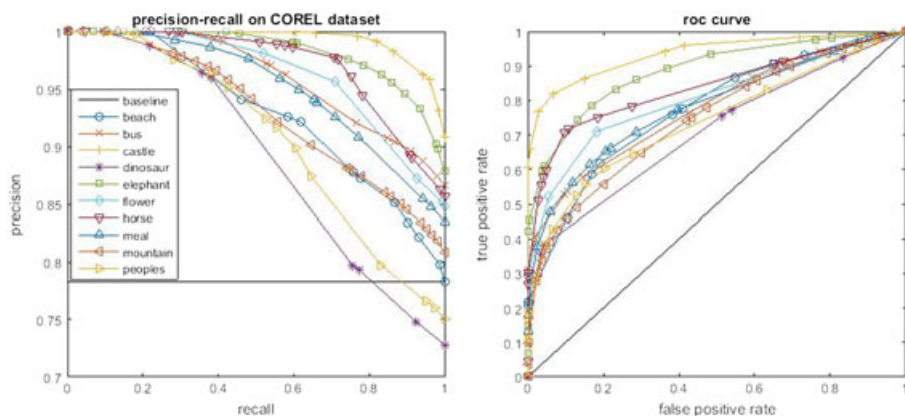 precision-recall on COREL dataset
1
0.95
0.9
0.85
0.8
0.75
0.7
precision
baseline
beach
bus
castle
dinosaur
elephant
flower
horse
meal
mountain
peoples
0 0.2 0.4 0.6 0.8 1
recall
roc curve
1
0.9
0.8
0.7
0.6
0.5
0.4
0.3
0.2
0.1
0
true positive rate
0 0.2 0.4 0.6 0.8 1
false positive rate